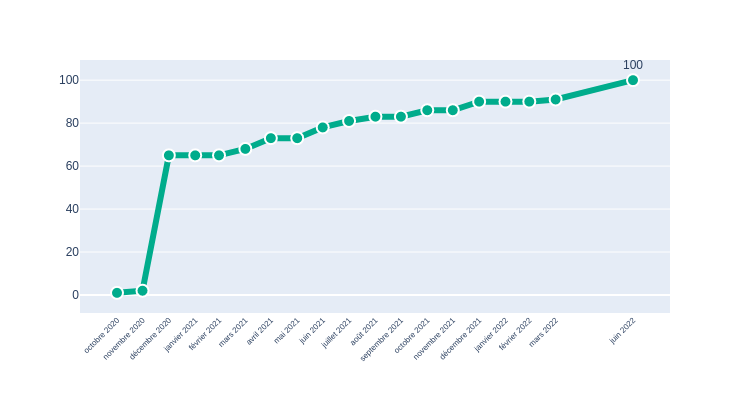 100
100
80
60
40
20
0
octobre 2020
novembre 2020
décembre 2020
janvier 2021
février 2021
mars 2021
avril 2021
mai 2021
juin 2021
juillet 2021
août 2021
septembre 2021
octobre 2021
novembre 2021
décembre 2021
janvier 2022
février 2022
mars 2022
juin 2022